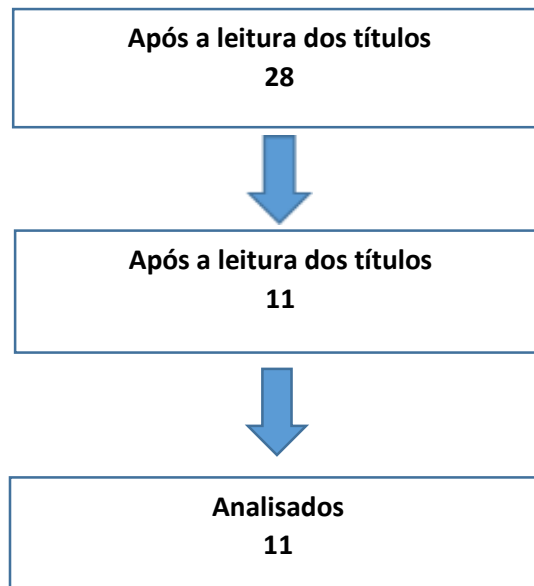 Após a leitura dos títulos
28
Após a leitura dos títulos
11
Analisados
11